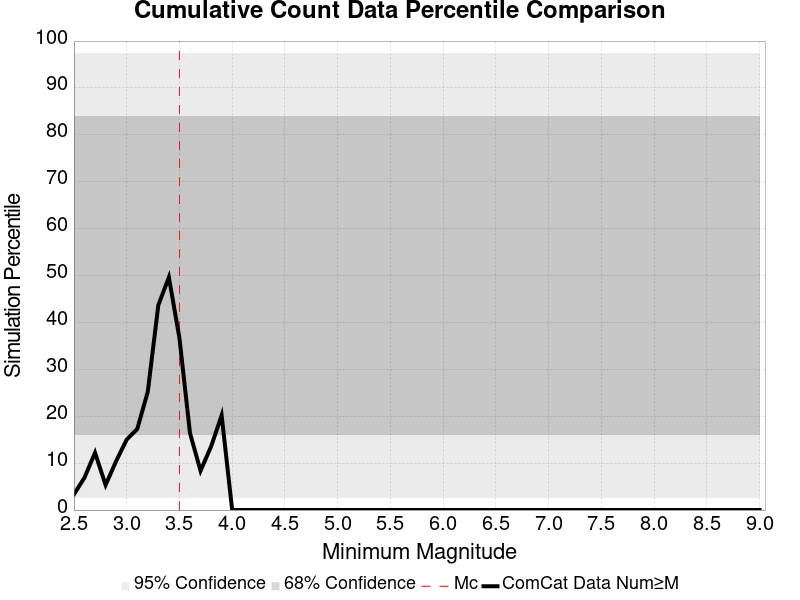 Cumulative Count Data Percentile Comparison
100
90
80
70
60
50
40
30
20
10
0
Simulation Percentile
2.5 3.0 3.5 4.0 4.5 5.0 5.5 6.0 6.5 7.0 7.5 8.0 8.5 9.0
Minimum Magnitude
95% Confidence 68% Confidence Mc ComCat Data Num≥M